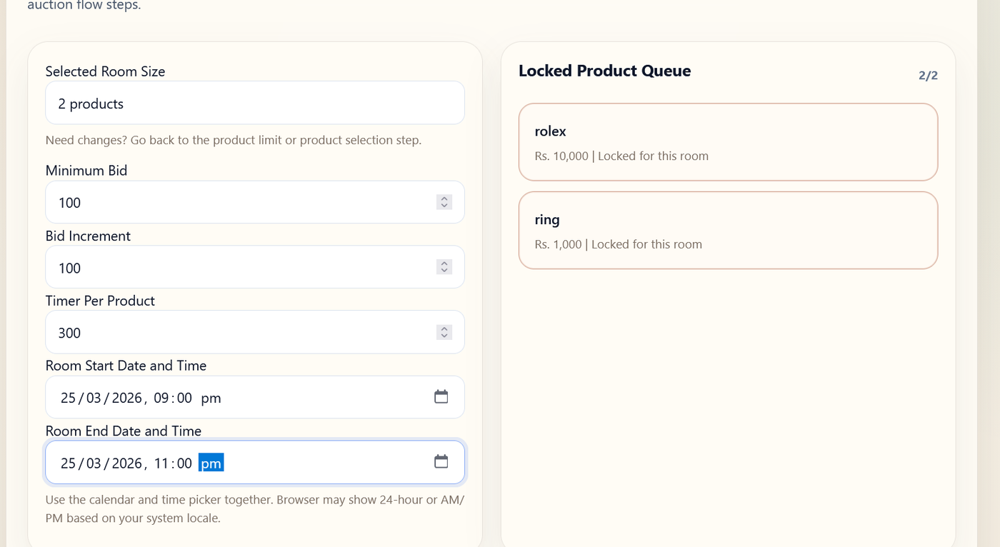 auction flow steps.
Selected Room Size
2 products
Need changes? Go back to the product limit or product selection step.
Minimum Bid
100
Bid Increment
100
Timer Per Product
300
Room Start Date and Time
25/03/2026, 09:00 pm
Room End Date and Time
25/03/2026, 11:00 pm
Use the calendar and time picker together. Browser may show 24-hour or AM/
PM based on your system locale.
Locked Product Queue
2/2
rolex
Rs. 10,000 | Locked for this room
ring
Rs. 1,000 | Locked for this room